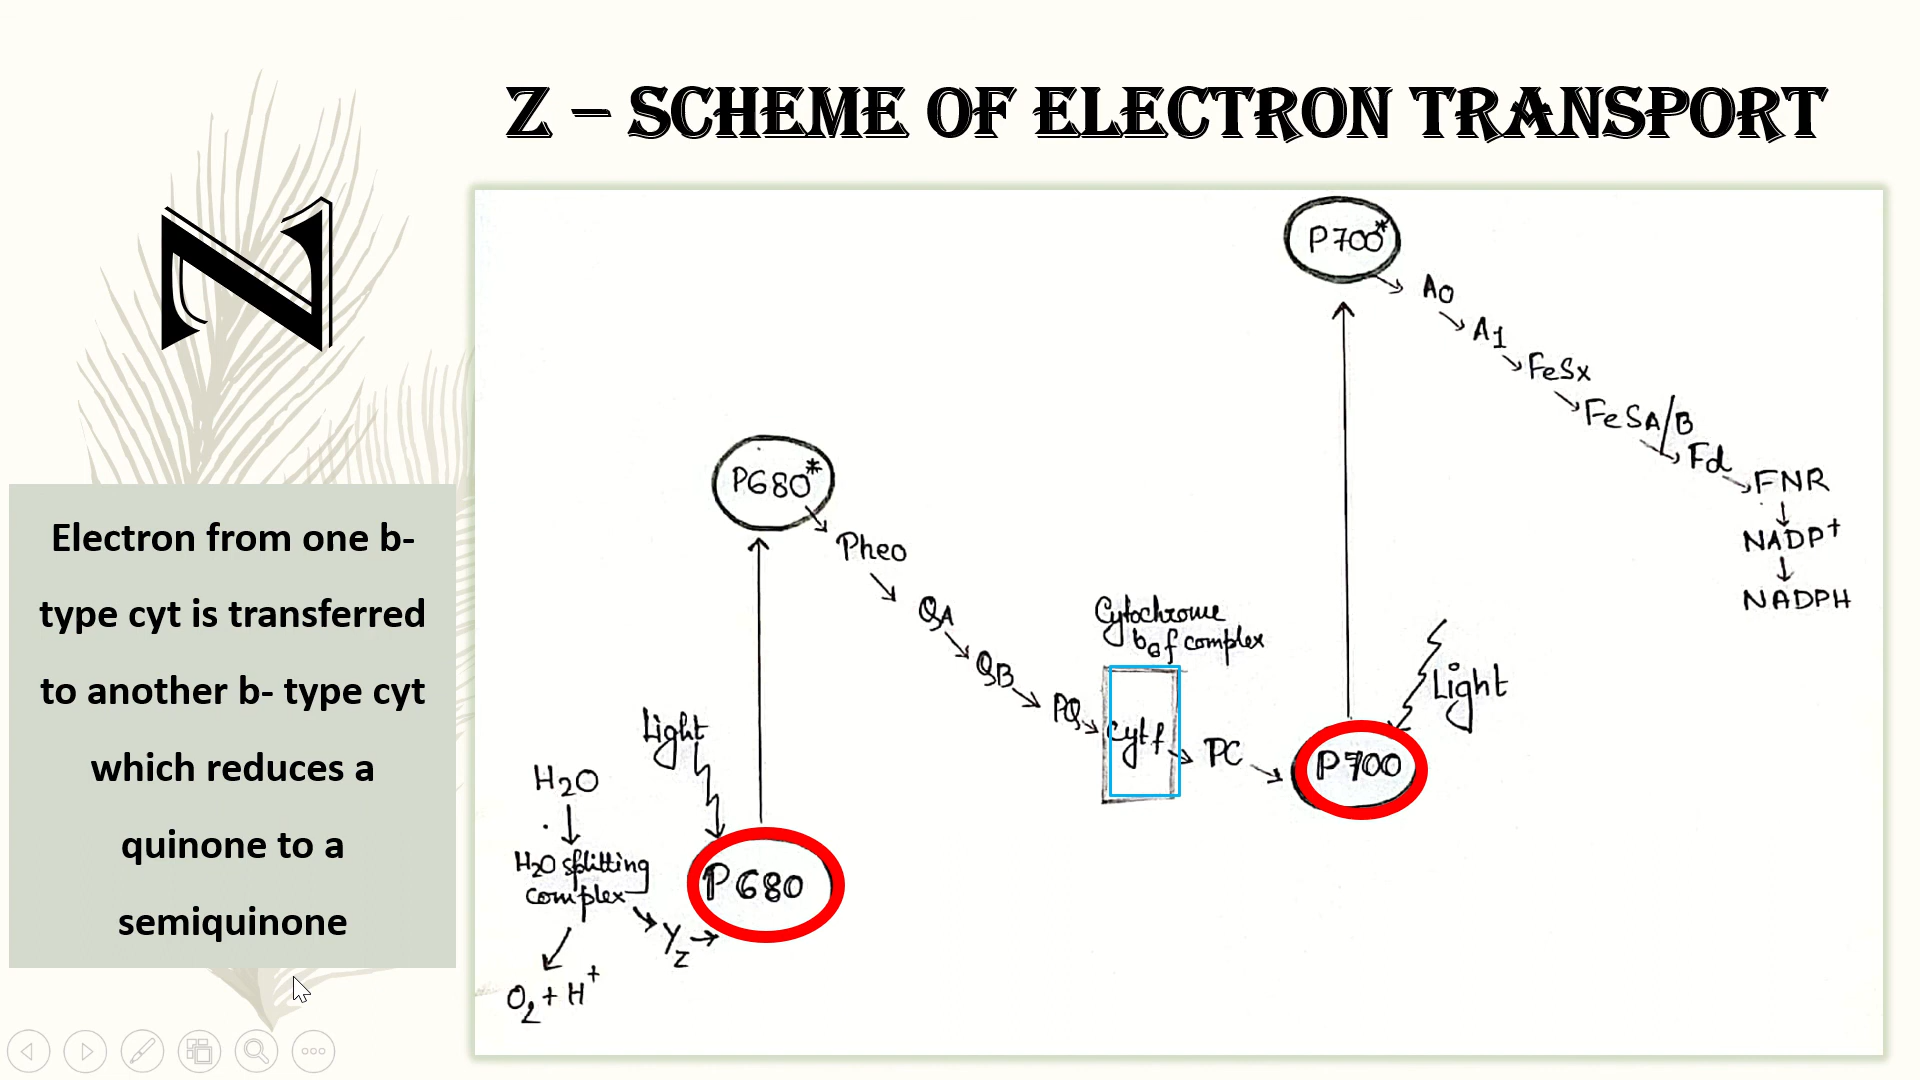 Z – SCHEME OF ELECTRON TRANSPORT
Z
Electron from one b-
type cyt is transferred
to another b- type cyt
which reduces a
quinone to a
semiquinone
P700*
A0
A1
FeSx
FeSA/B
Fd
FNR
NADP+
NADPH
P680*
Pheo
QA
QB
PQ
Cytochrome
b6f complex
Cytf
PC
P700
Light
Light
H2O
H2O splitting
complex
Yz
P680
O2 + H+